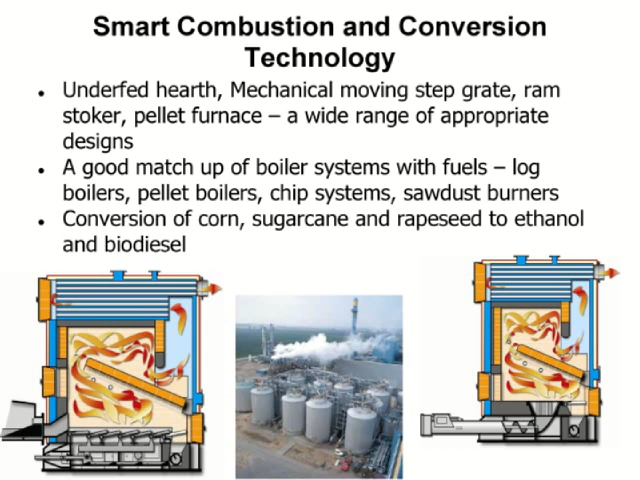 Smart Combustion and Conversion
Technology
• Underfed hearth, Mechanical moving step grate, ram
stoker, pellet furnace – a wide range of appropriate
designs
• A good match up of boiler systems with fuels – log
boilers, pellet boilers, chip systems, sawdust burners
• Conversion of corn, sugarcane and rapeseed to ethanol
and biodiesel